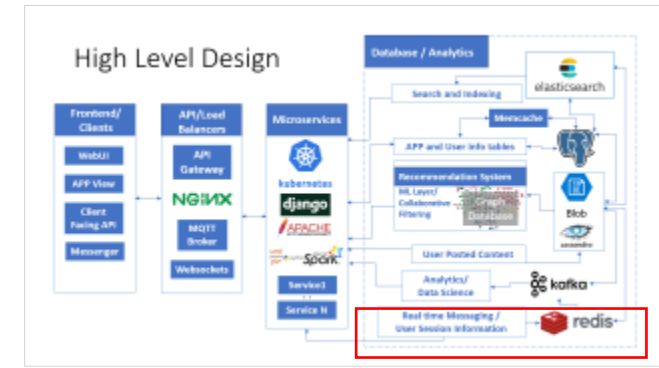 High Level Design
Database / Analytics
elasticsearch
Search and Indexing
Frontend/
Clients
API/Load
Balancers
Microservices
Memcache
WebUI
API
Gateway
kubernetes
APP and User info tables
APP View
NGINX
django
Recommendation System
ML Layer/
Collaborative
Filtering
Graph
Database
Blob
Client
Facing API
MQTT
Broker
APACHE
cassandra
Messenger
Websockets
Spark
User Posted Content
Service1
Analytics/
Data Science
kafka
Service N
Real time Messaging /
User Session Information
redis